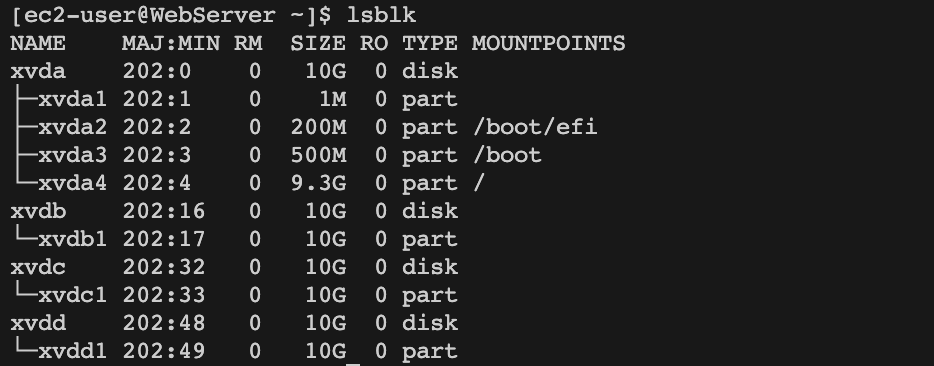 [ec2-user@WebServer ~]$ lsblk
NAME    MAJ:MIN RM  SIZE RO TYPE MOUNTPOINTS
xvda    202:0    0   10G  0 disk
├─xvda1 202:1    0    1M  0 part
├─xvda2 202:2    0  200M  0 part /boot/efi
├─xvda3 202:3    0  500M  0 part /boot
└─xvda4 202:4    0  9.3G  0 part /
xvdb    202:16   0   10G  0 disk
└─xvdb1 202:17   0   10G  0 part
xvdc    202:32   0   10G  0 disk
└─xvdc1 202:33   0   10G  0 part
xvdd    202:48   0   10G  0 disk
└─xvdd1 202:49   0   10G  0 part